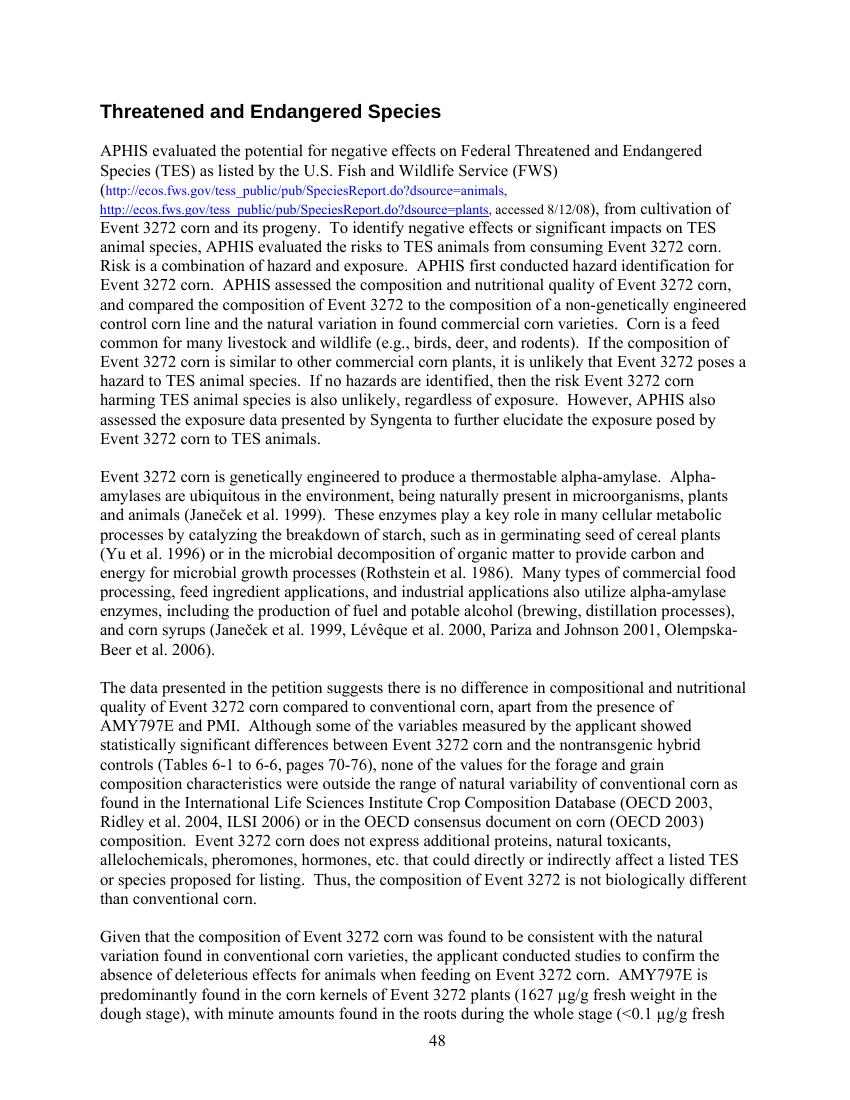 Threatened and Endangered Species
APHIS evaluated the potential for negative effects on Federal Threatened and Endangered
Species (TES) as listed by the U.S. Fish and Wildlife Service (FWS)
(http://ecos.fws.gov/tess_public/pub/SpeciesReport.do?dsource=animals,
http://ecos.fws.gov/tess_public/pub/SpeciesReport.do?dsource=plants, accessed 8/12/08), from cultivation of
Event 3272 corn and its progeny.  To identify negative effects or significant impacts on TES
animal species, APHIS evaluated the risks to TES animals from consuming Event 3272 corn.
Risk is a combination of hazard and exposure.  APHIS first conducted hazard identification for
Event 3272 corn.  APHIS assessed the composition and nutritional quality of Event 3272 corn,
and compared the composition of Event 3272 to the composition of a non-genetically engineered
control corn line and the natural variation in found commercial corn varieties.  Corn is a feed
common for many livestock and wildlife (e.g., birds, deer, and rodents).  If the composition of
Event 3272 corn is similar to other commercial corn plants, it is unlikely that Event 3272 poses a
hazard to TES animal species.  If no hazards are identified, then the risk Event 3272 corn
harming TES animal species is also unlikely, regardless of exposure.  However, APHIS also
assessed the exposure data presented by Syngenta to further elucidate the exposure posed by
Event 3272 corn to TES animals.
Event 3272 corn is genetically engineered to produce a thermostable alpha-amylase.  Alpha-
amylases are ubiquitous in the environment, being naturally present in microorganisms, plants
and animals (Janeček et al. 1999).  These enzymes play a key role in many cellular metabolic
processes by catalyzing the breakdown of starch, such as in germinating seed of cereal plants
(Yu et al. 1996) or in the microbial decomposition of organic matter to provide carbon and
energy for microbial growth processes (Rothstein et al. 1986).  Many types of commercial food
processing, feed ingredient applications, and industrial applications also utilize alpha-amylase
enzymes, including the production of fuel and potable alcohol (brewing, distillation processes),
and corn syrups (Janeček et al. 1999, Lévêque et al. 2000, Pariza and Johnson 2001, Olempska-
Beer et al. 2006).
The data presented in the petition suggests there is no difference in compositional and nutritional
quality of Event 3272 corn compared to conventional corn, apart from the presence of
AMY797E and PMI.  Although some of the variables measured by the applicant showed
statistically significant differences between Event 3272 corn and the nontransgenic hybrid
controls (Tables 6-1 to 6-6, pages 70-76), none of the values for the forage and grain
composition characteristics were outside the range of natural variability of conventional corn as
found in the International Life Sciences Institute Crop Composition Database (OECD 2003,
Ridley et al. 2004, ILSI 2006) or in the OECD consensus document on corn (OECD 2003)
composition.  Event 3272 corn does not express additional proteins, natural toxicants,
allelochemicals, pheromones, hormones, etc. that could directly or indirectly affect a listed TES
or species proposed for listing.  Thus, the composition of Event 3272 is not biologically different
than conventional corn.
Given that the composition of Event 3272 corn was found to be consistent with the natural
variation found in conventional corn varieties, the applicant conducted studies to confirm the
absence of deleterious effects for animals when feeding on Event 3272 corn.  AMY797E is
predominantly found in the corn kernels of Event 3272 plants (1627 µg/g fresh weight in the
dough stage), with minute amounts found in the roots during the whole stage (<0.1 µg/g fresh
48